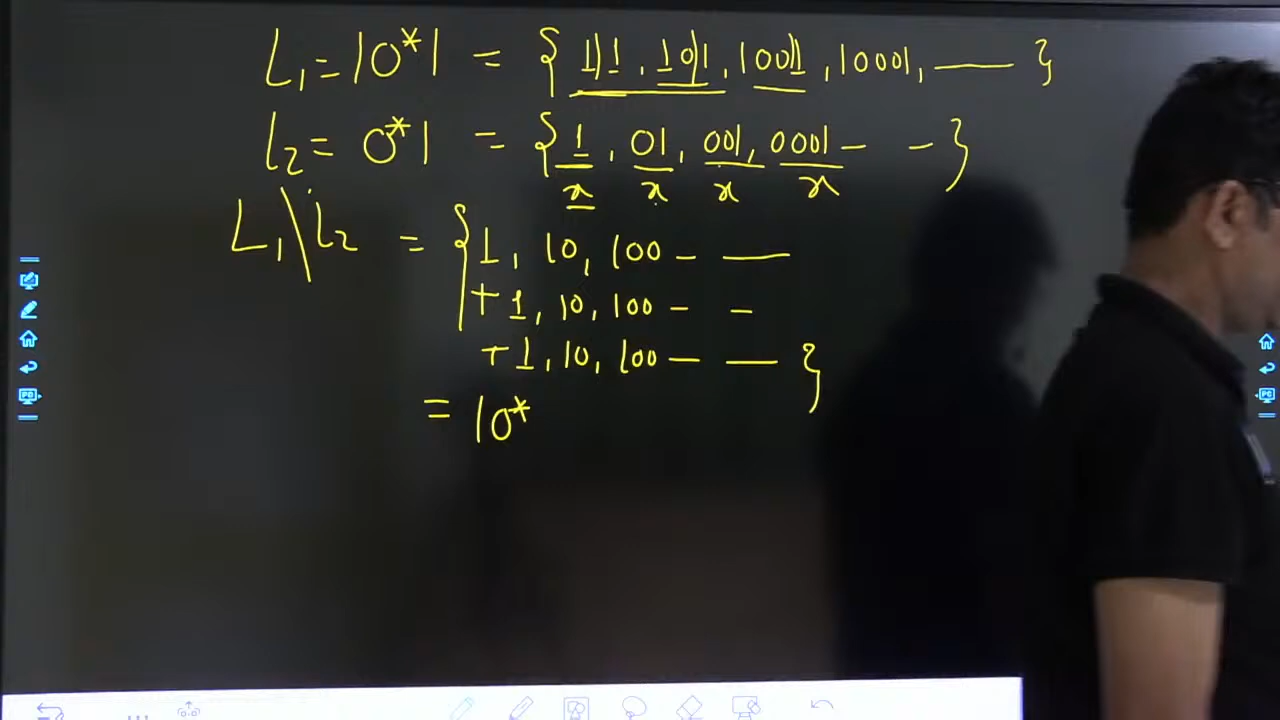 L₁ = 10*1 = { 11, 101, 1001, 10001, —— }
L₂ = 0*1 = { 1, 01, 001, 0001 – – }
x x x x
L₁\L₂ = { 1, 10, 100 – ——
+ 1, 10, 100 – –
+ 1, 10, 100 — —— }
= 10*